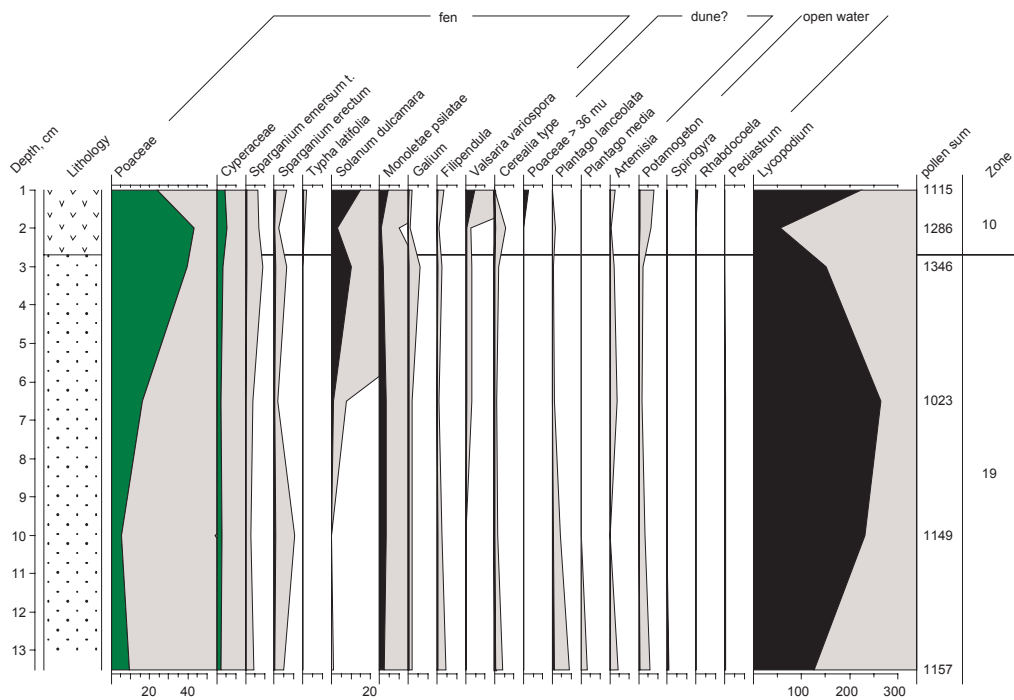 fen dune? open water
Depth, cm
Lithology
Poaceae
Cyperaceae
Sparganium emersum t.
Sparganium erectum
Typha latifolia
Solanum dulcamara
Monoletae psilatae
Galium
Filipendula
Valsaria variospora
Cerealia type
Poaceae > 36 mu
Plantago lanceolata
Plantago media
Artemisia
Potamogeton
Spirogyra
Rhabdocoela
Pediastrum
Lycopodium
pollen sum
Zone
1 1115
2 1286 10
3 1346
4
5
6
7 1023
8
9 19
10 1149
11
12
13
1157
20 40 20 100 200 300